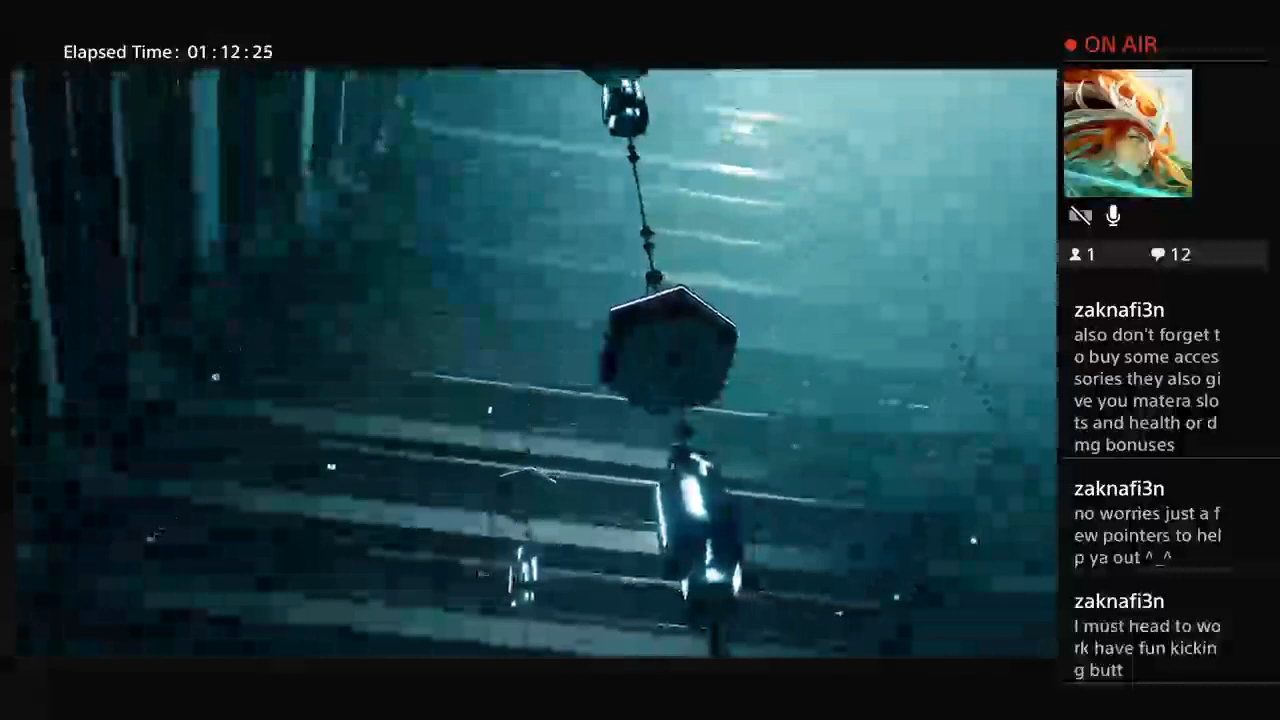 Elapsed Time: 01:12:25
ON AIR
1 12
zaknafi3n
also don't forget t
o buy some acces
sories they also gi
ve you matera slo
ts and health or d
mg bonuses
zaknafi3n
no worries just a f
ew pointers to hel
p ya out ^_^
zaknafi3n
I must head to wo
rk have fun kickin
g butt